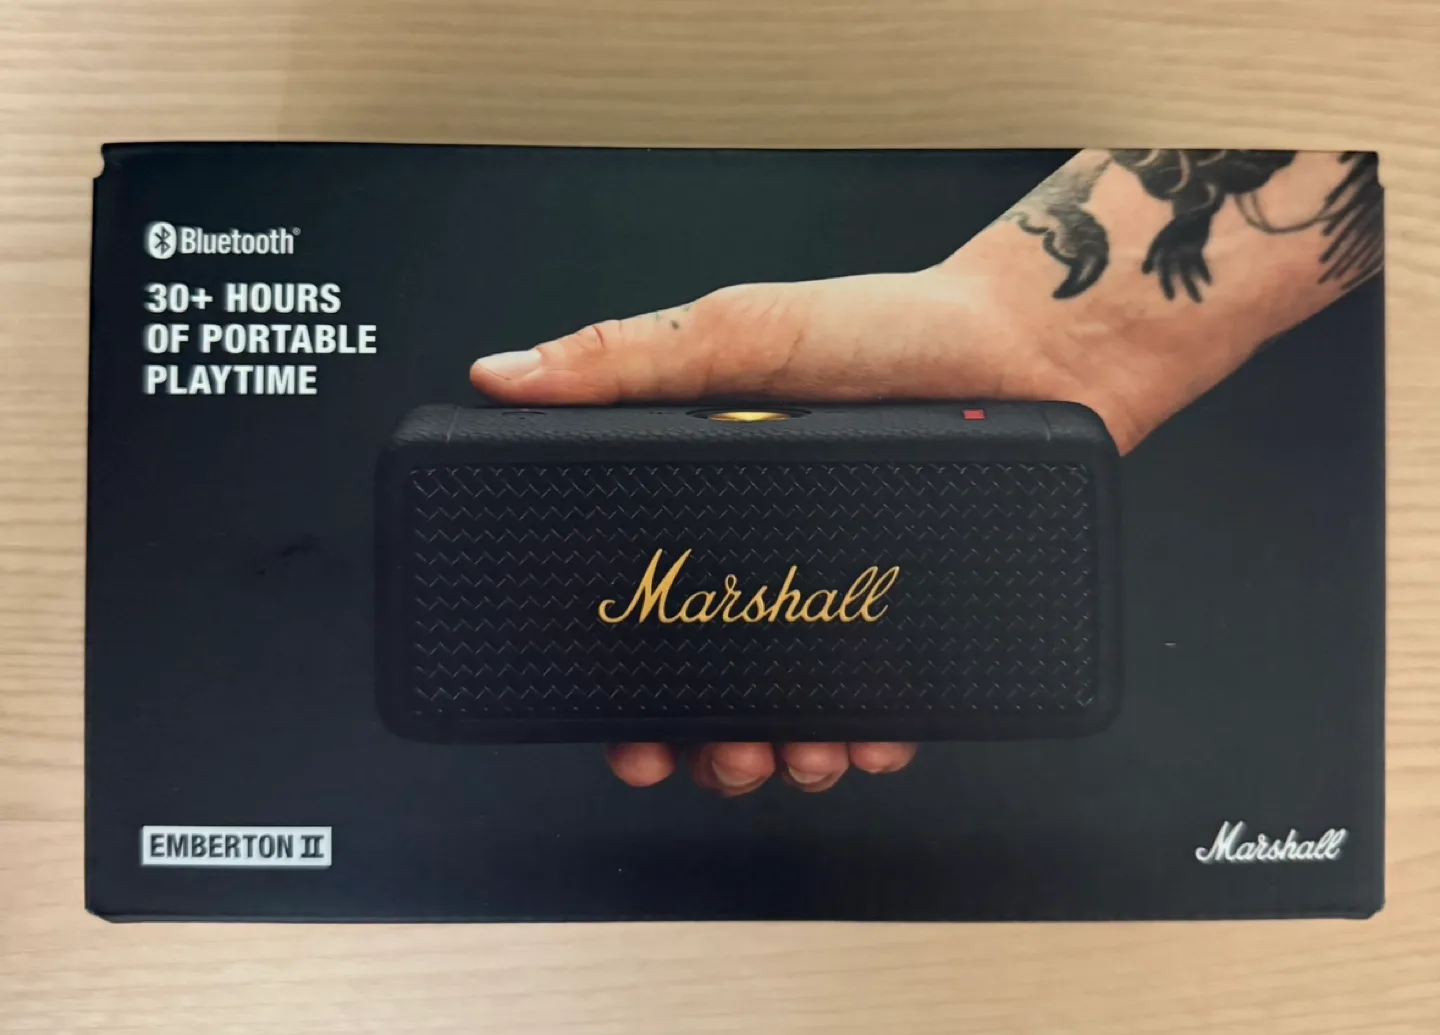 Bluetooth®
30+ HOURS
OF PORTABLE
PLAYTIME
Marshall
EMBERTON II
Marshall